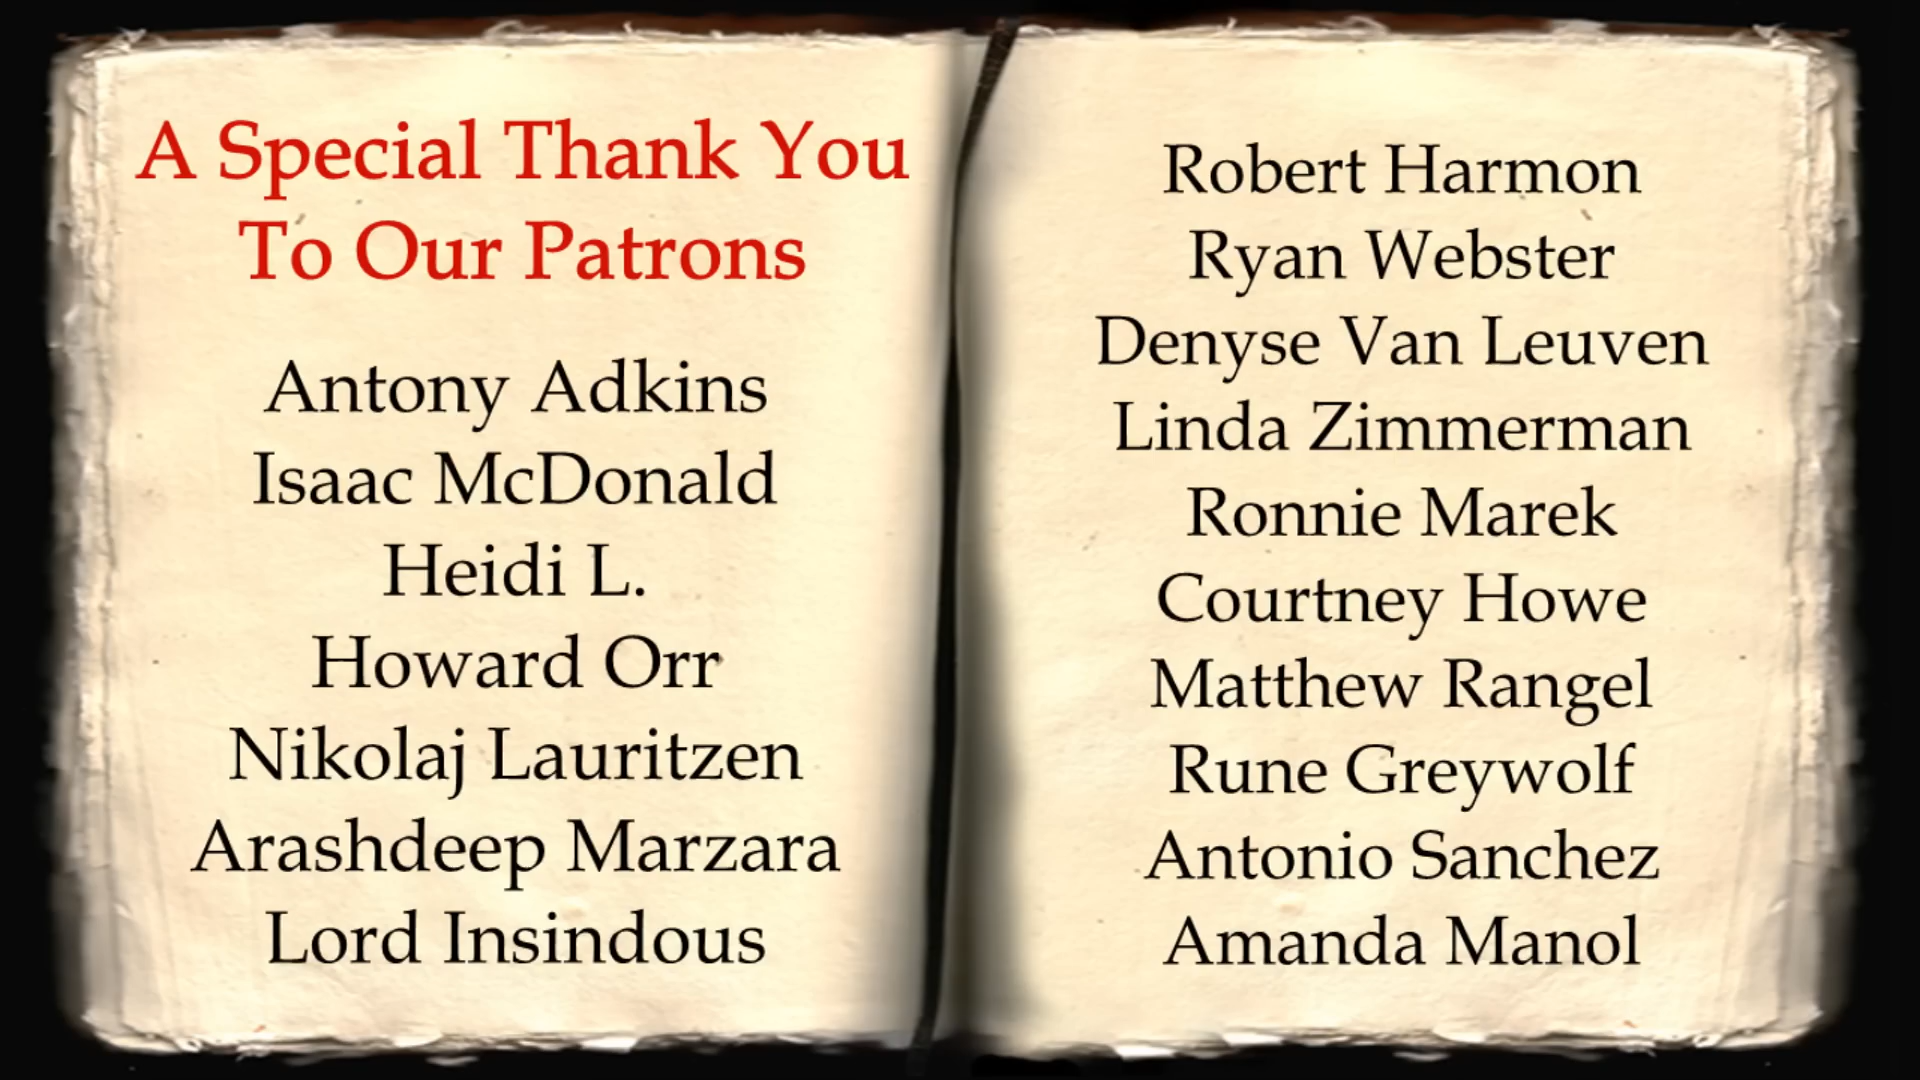 A Special Thank You
To Our Patrons
Antony Adkins
Isaac McDonald
Heidi L.
Howard Orr
Nikolaj Lauritzen
Arashdeep Marzara
Lord Insindous
Robert Harmon
Ryan Webster
Denyse Van Leuven
Linda Zimmerman
Ronnie Marek
Courtney Howe
Matthew Rangel
Rune Greywolf
Antonio Sanchez
Amanda Manol